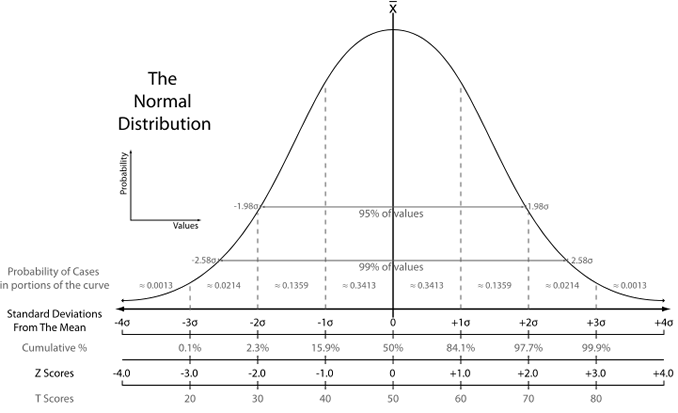 X
The
Normal
Distribution
Probability
Values
-1.98σ
1.98σ
95% of values
-2.58σ
2.58σ
99% of values
Probability of Cases
in portions of the curve
≈ 0.0013 ≈ 0.0214 ≈ 0.1359 ≈ 0.3413 ≈ 0.3413 ≈ 0.1359 ≈ 0.0214 ≈ 0.0013
Standard Deviations
From The Mean
-4σ -3σ -2σ -1σ 0 +1σ +2σ +3σ +4σ
Cumulative % 0.1% 2.3% 15.9% 50% 84.1% 97.7% 99.9%
Z Scores -4.0 -3.0 -2.0 -1.0 0 +1.0 +2.0 +3.0 +4.0
T Scores 20 30 40 50 60 70 80